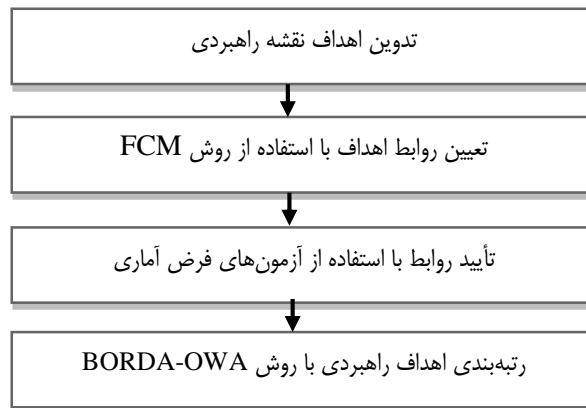 تدوین اهداف نقشه راهبردی
تعیین روابط اهداف با استفاده از روش FCM
تأیید روابط با استفاده از آزمون‌های فرض آماری
رتبه‌بندی اهداف راهبردی با روش BORDA-OWA